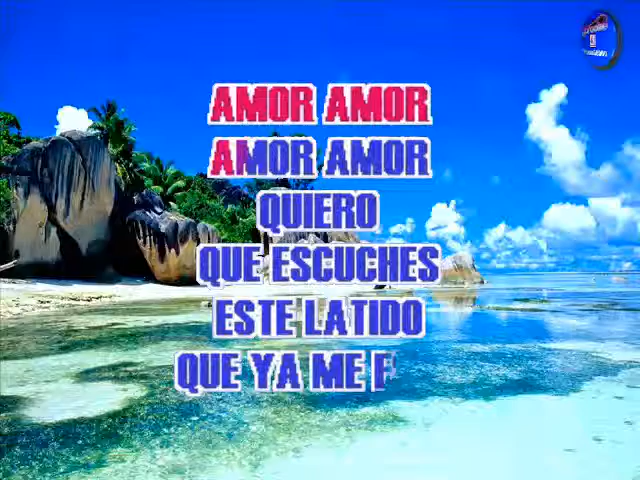 AMOR AMOR
AMOR AMOR
QUIERO
QUE ESCUCHES
ESTE LATIDO
QUE YA ME